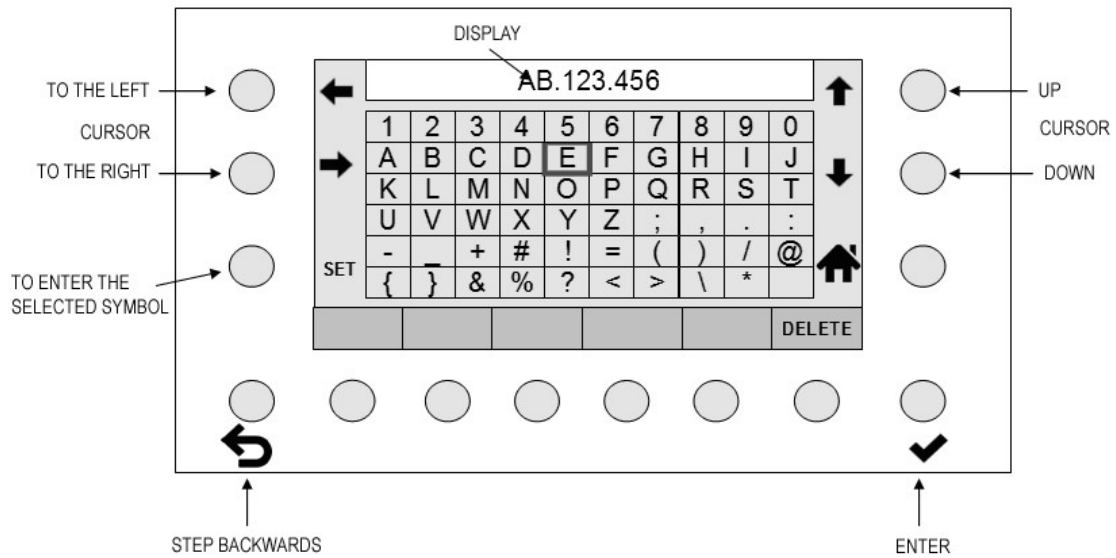 DISPLAY
TO THE LEFT
CURSOR
TO THE RIGHT
TO ENTER THE
SELECTED SYMBOL
AB.123.456
1 2 3 4 5 6 7 8 9 0
A B C D E F G H I J
K L M N O P Q R S T
U V W X Y Z ; , . :
- _ + # ! = ( ) / @
{ } & % ? < > \ *
SET
DELETE
UP
CURSOR
DOWN
STEP BACKWARDS
ENTER